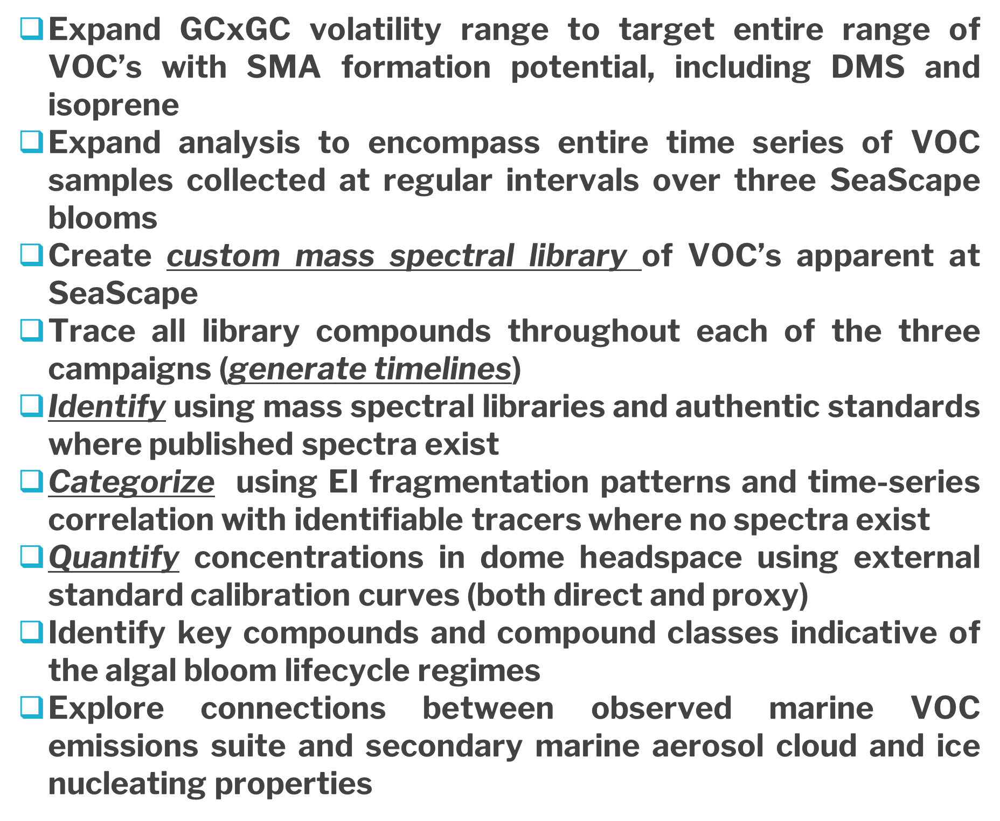 ❑Expand GCxGC volatility range to target entire range of
VOC’s with SMA formation potential, including DMS and
isoprene
❑Expand analysis to encompass entire time series of VOC
samples collected at regular intervals over three SeaScape
blooms
❑Create custom mass spectral library of VOC’s apparent at
SeaScape
❑Trace all library compounds throughout each of the three
campaigns (generate timelines)
❑Identify using mass spectral libraries and authentic standards
where published spectra exist
❑Categorize using EI fragmentation patterns and time-series
correlation with identifiable tracers where no spectra exist
❑Quantify concentrations in dome headspace using external
standard calibration curves (both direct and proxy)
❑Identify key compounds and compound classes indicative of
the algal bloom lifecycle regimes
❑Explore connections between observed marine VOC
emissions suite and secondary marine aerosol cloud and ice
nucleating properties